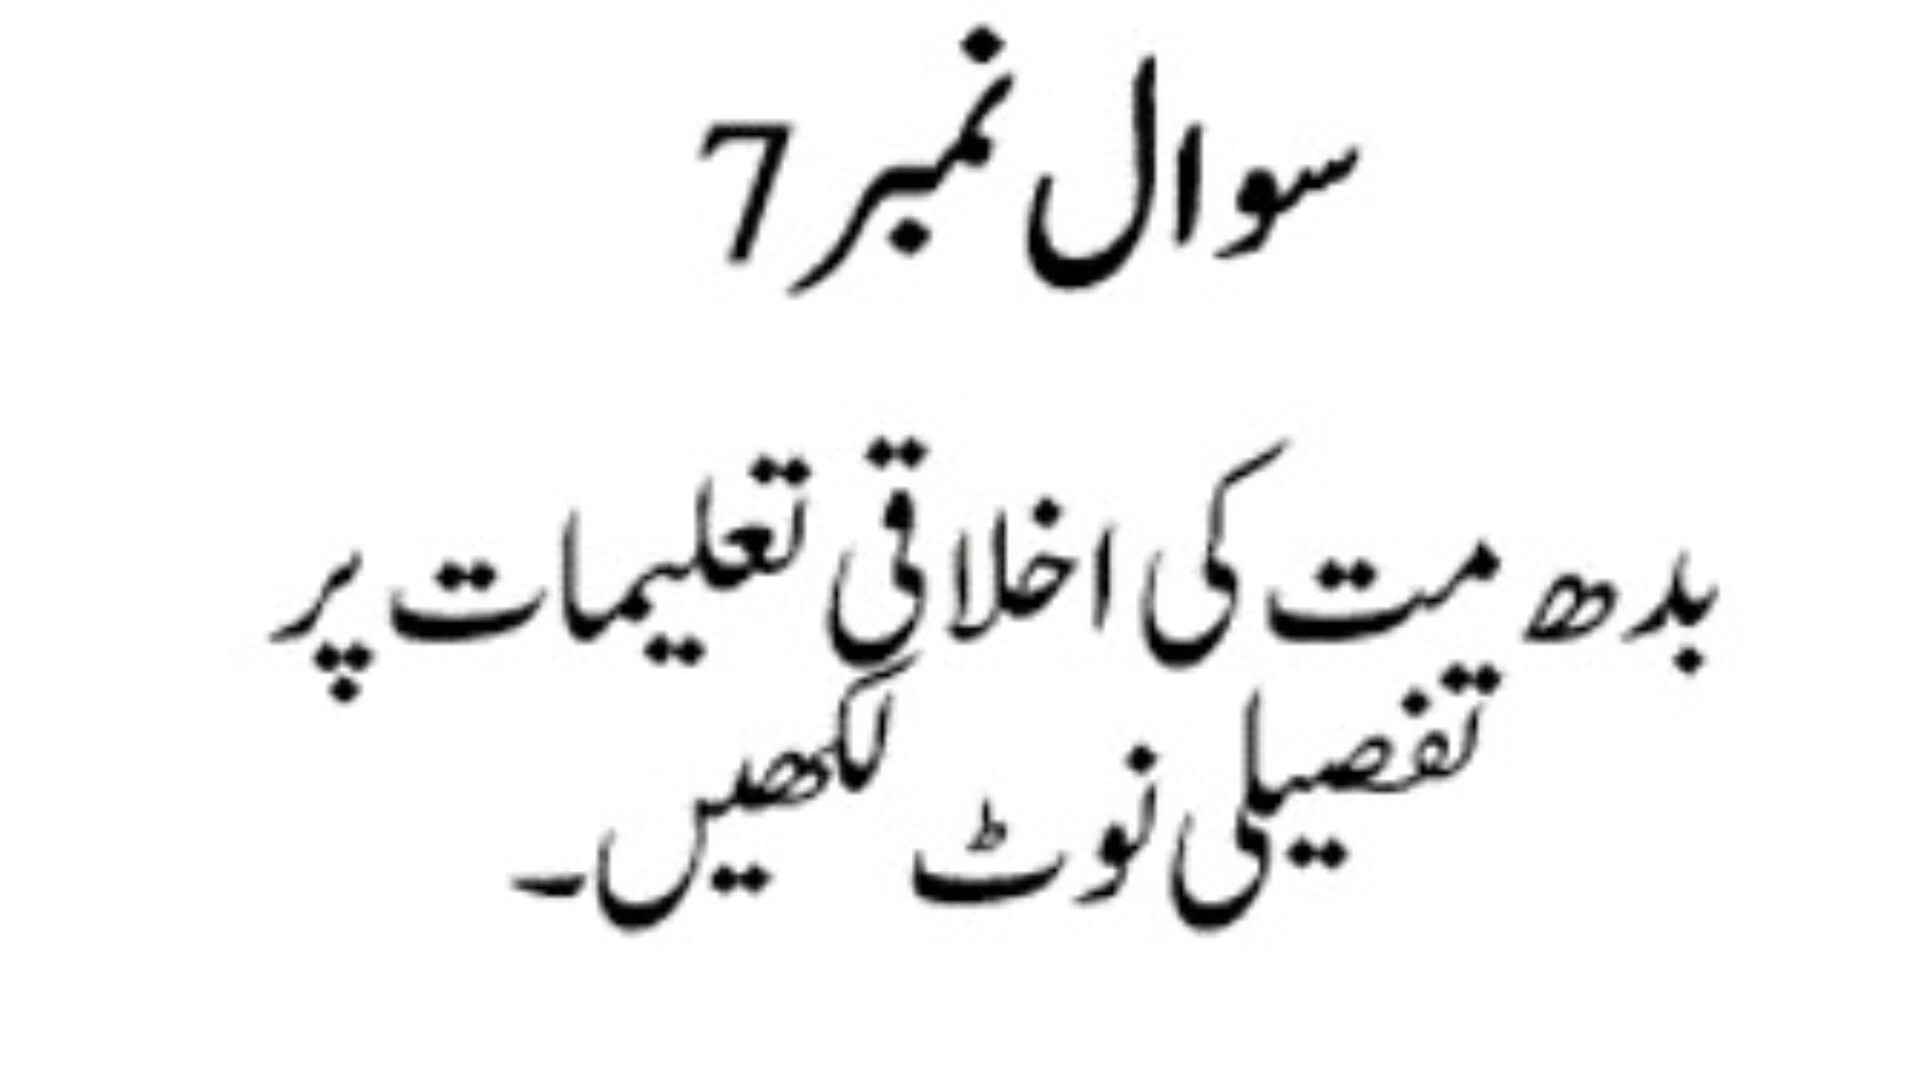 سوال نمبر 7
بدھ مت کی اخلاقی تعلیمات پر
تفصیلی نوٹ لکھیں۔